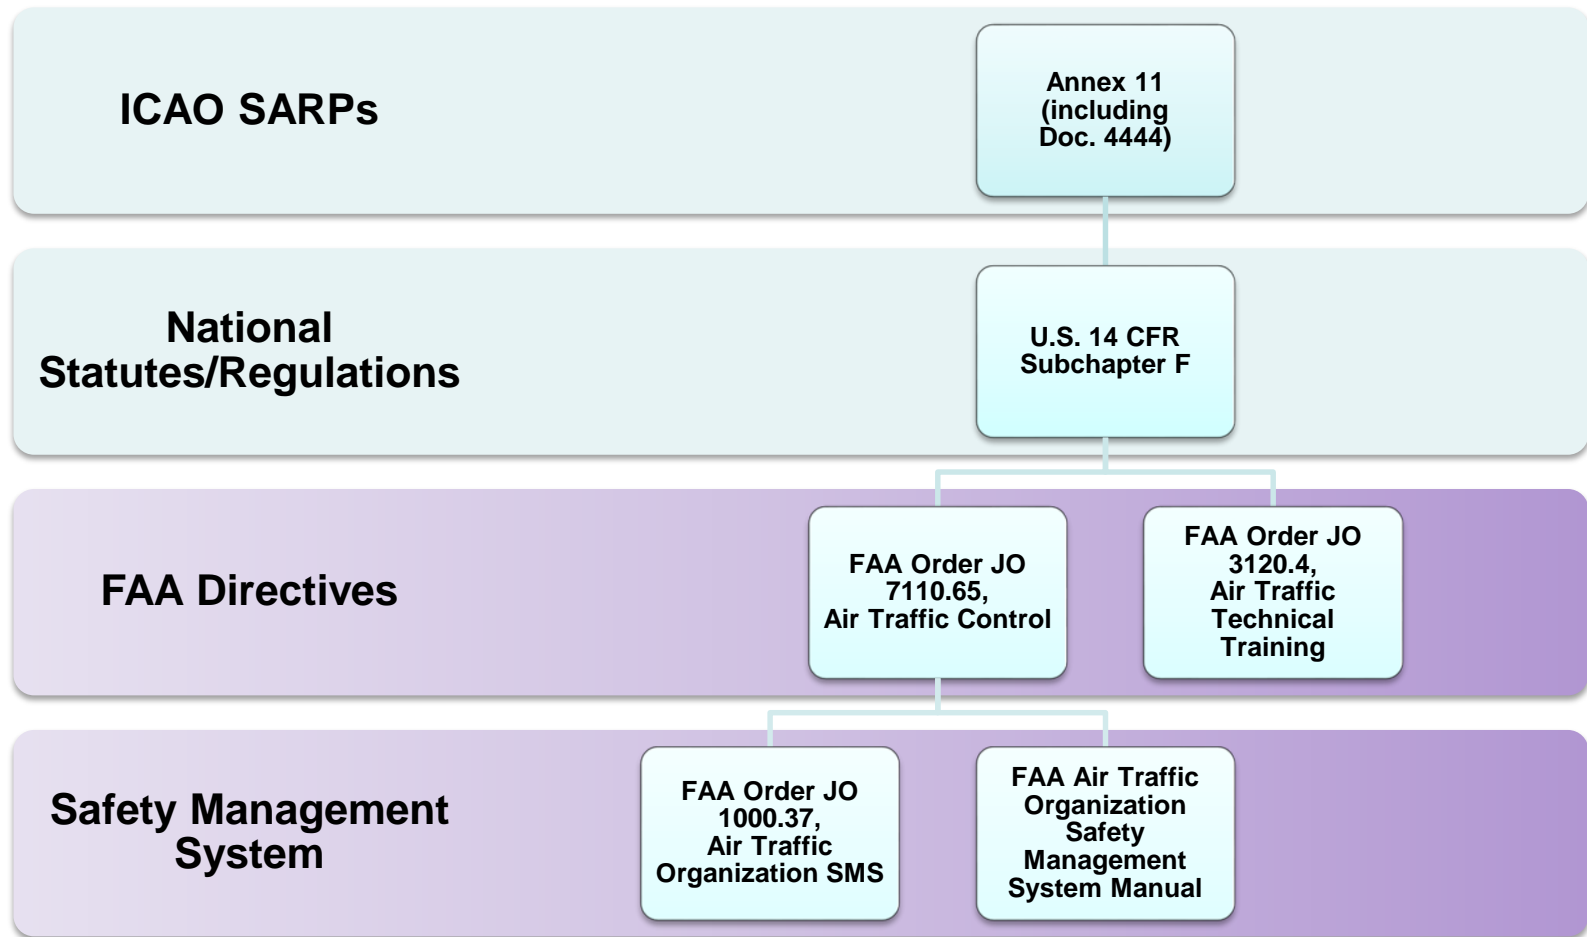 ICAO SARPs
Annex 11
(including
Doc. 4444)
National
Statutes/Regulations
U.S. 14 CFR
Subchapter F
FAA Directives
FAA Order JO
7110.65,
Air Traffic Control
FAA Order JO
3120.4,
Air Traffic
Technical
Training
Safety Management
System
FAA Order JO
1000.37,
Air Traffic
Organization SMS
FAA Air Traffic
Organization
Safety
Management
System Manual